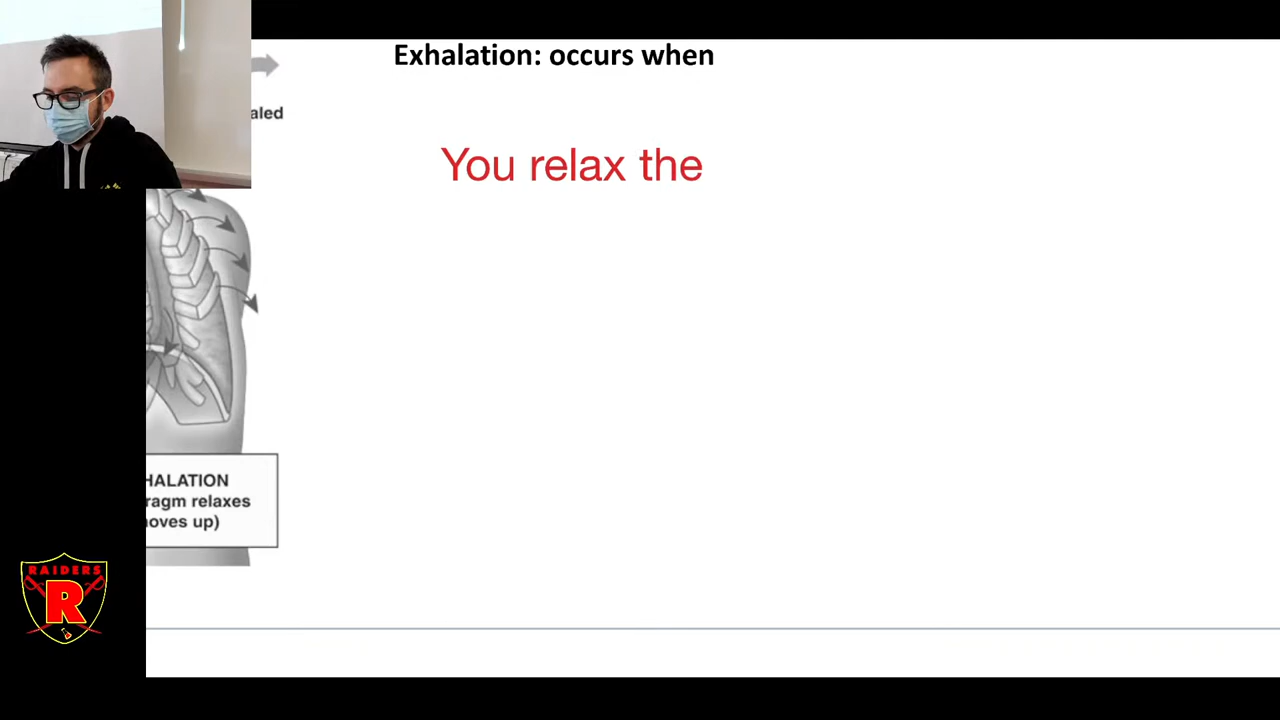 Exhalation: occurs when
aled
You relax the
HALATION
ragm relaxes
oves up)
RAIDERS
R